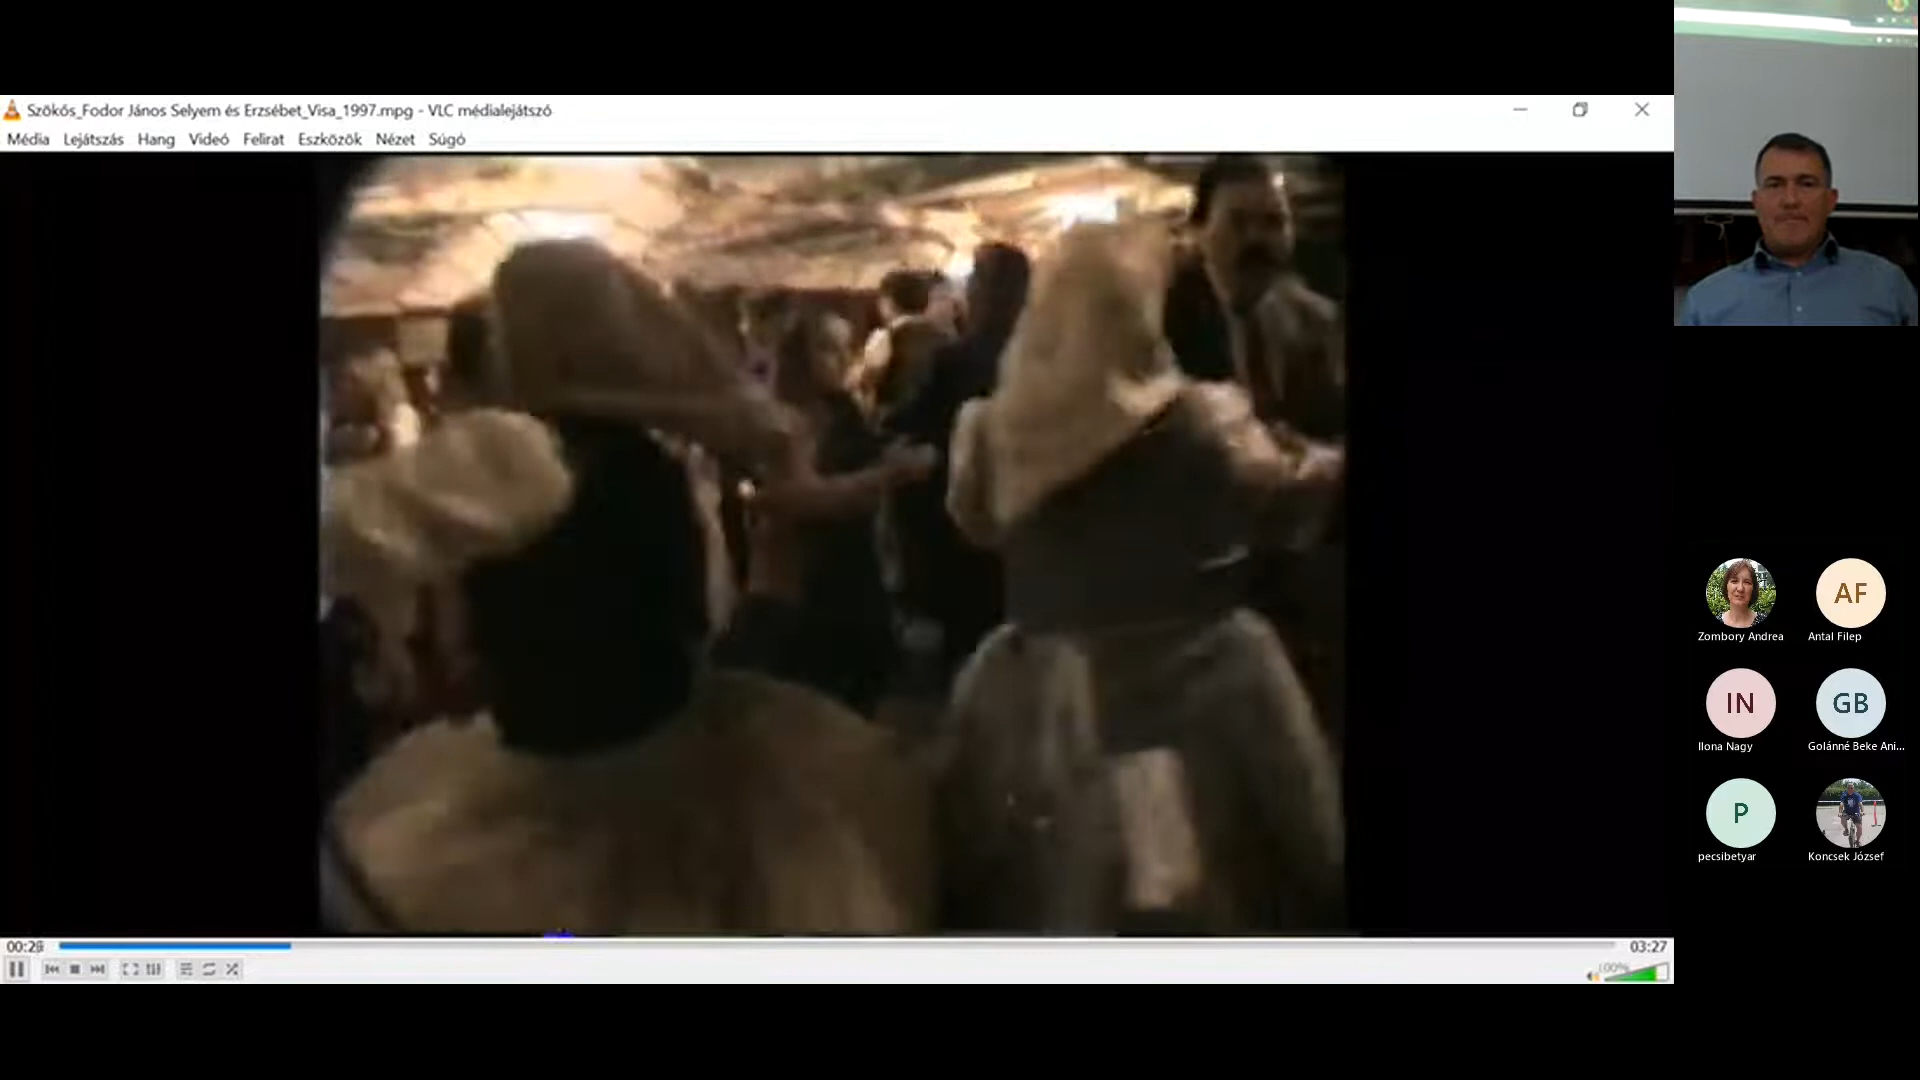 Szökős_Fodor János Selyem és Erzsébet_Visa_1997.mpg - VLC médialejátszó
Média Lejátszás Hang Videó Felirat Eszközök Nézet Súgó
03:27
100%
AF
Zombory Andrea
Antal Filep
IN
GB
Ilona Nagy
Golánné Beke Ani...
P
pecsibetyar
Koncsek József